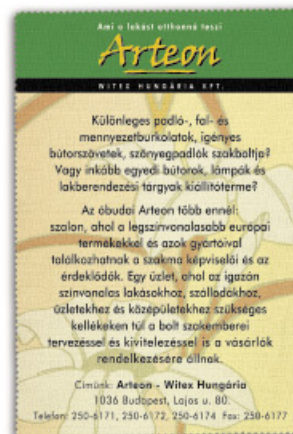 Ami a lakást otthonná teszi
Arteon
WITEX HUNGÁRIA KFT.
Különleges padló-, fal- és
mennyezetburkolatok, igényes
bútorszövetek, szőnyegpadlók szakboltja?
Vagy inkább egyedi bútorok, lámpák és
lakberendezési tárgyak kiállítóterme?
Az óbudai Arteon több ennél:
szalon, ahol a legszínvonalasabb európai
termékekkel és azok gyártóival
találkozhatnak a szakma képviselői és az
érdeklődők. Egy üzlet, ahol az igazán
színvonalas lakásokhoz, szállodákhoz,
üzletekhez és középületekhez szükséges
kellékeken túl a bolt szakemberei
tervezéssel és kivitelezéssel is a vásárlók
rendelkezésére állnak.
Címünk: Arteon - Witex Hungária
1036 Budapest, Lajos u. 80.
Telefon: 250-6171, 250-6172, 250-6174 Fax: 250-6177